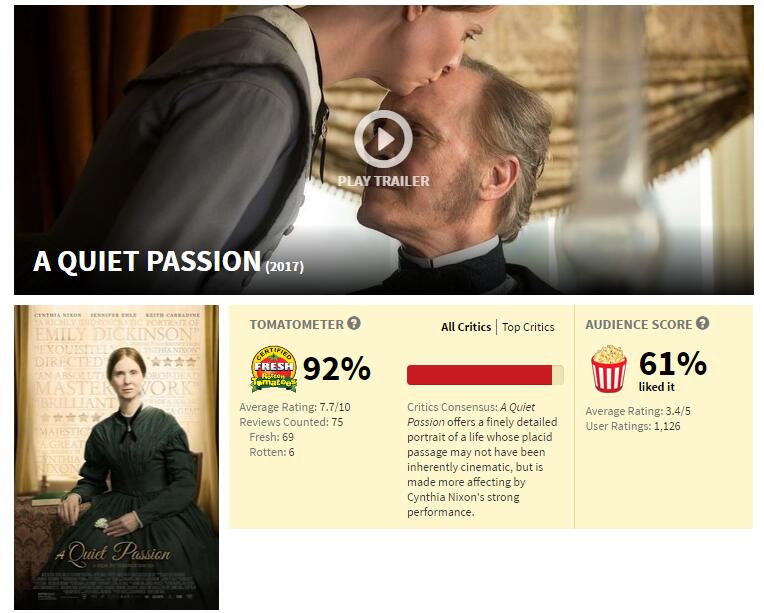 PLAY TRAILER
A QUIET PASSION (2017)
CYNTHIA NIXON JENNIFER EHLE KEITH CARRADINE
EMILY DICKINSON
A Quiet Passion
TOMATOMETER ?
CERTIFIED
FRESH
Rotten
Tomatoes
92%
Average Rating: 7.7/10
Reviews Counted: 75
Fresh: 69
Rotten: 6
All Critics | Top Critics
Critics Consensus: A Quiet
Passion offers a finely detailed
portrait of a life whose placid
passage may not have been
inherently cinematic, but is
made more affecting by
Cynthia Nixon's strong
performance.
AUDIENCE SCORE ?
61%
liked it
Average Rating: 3.4/5
User Ratings: 1,126